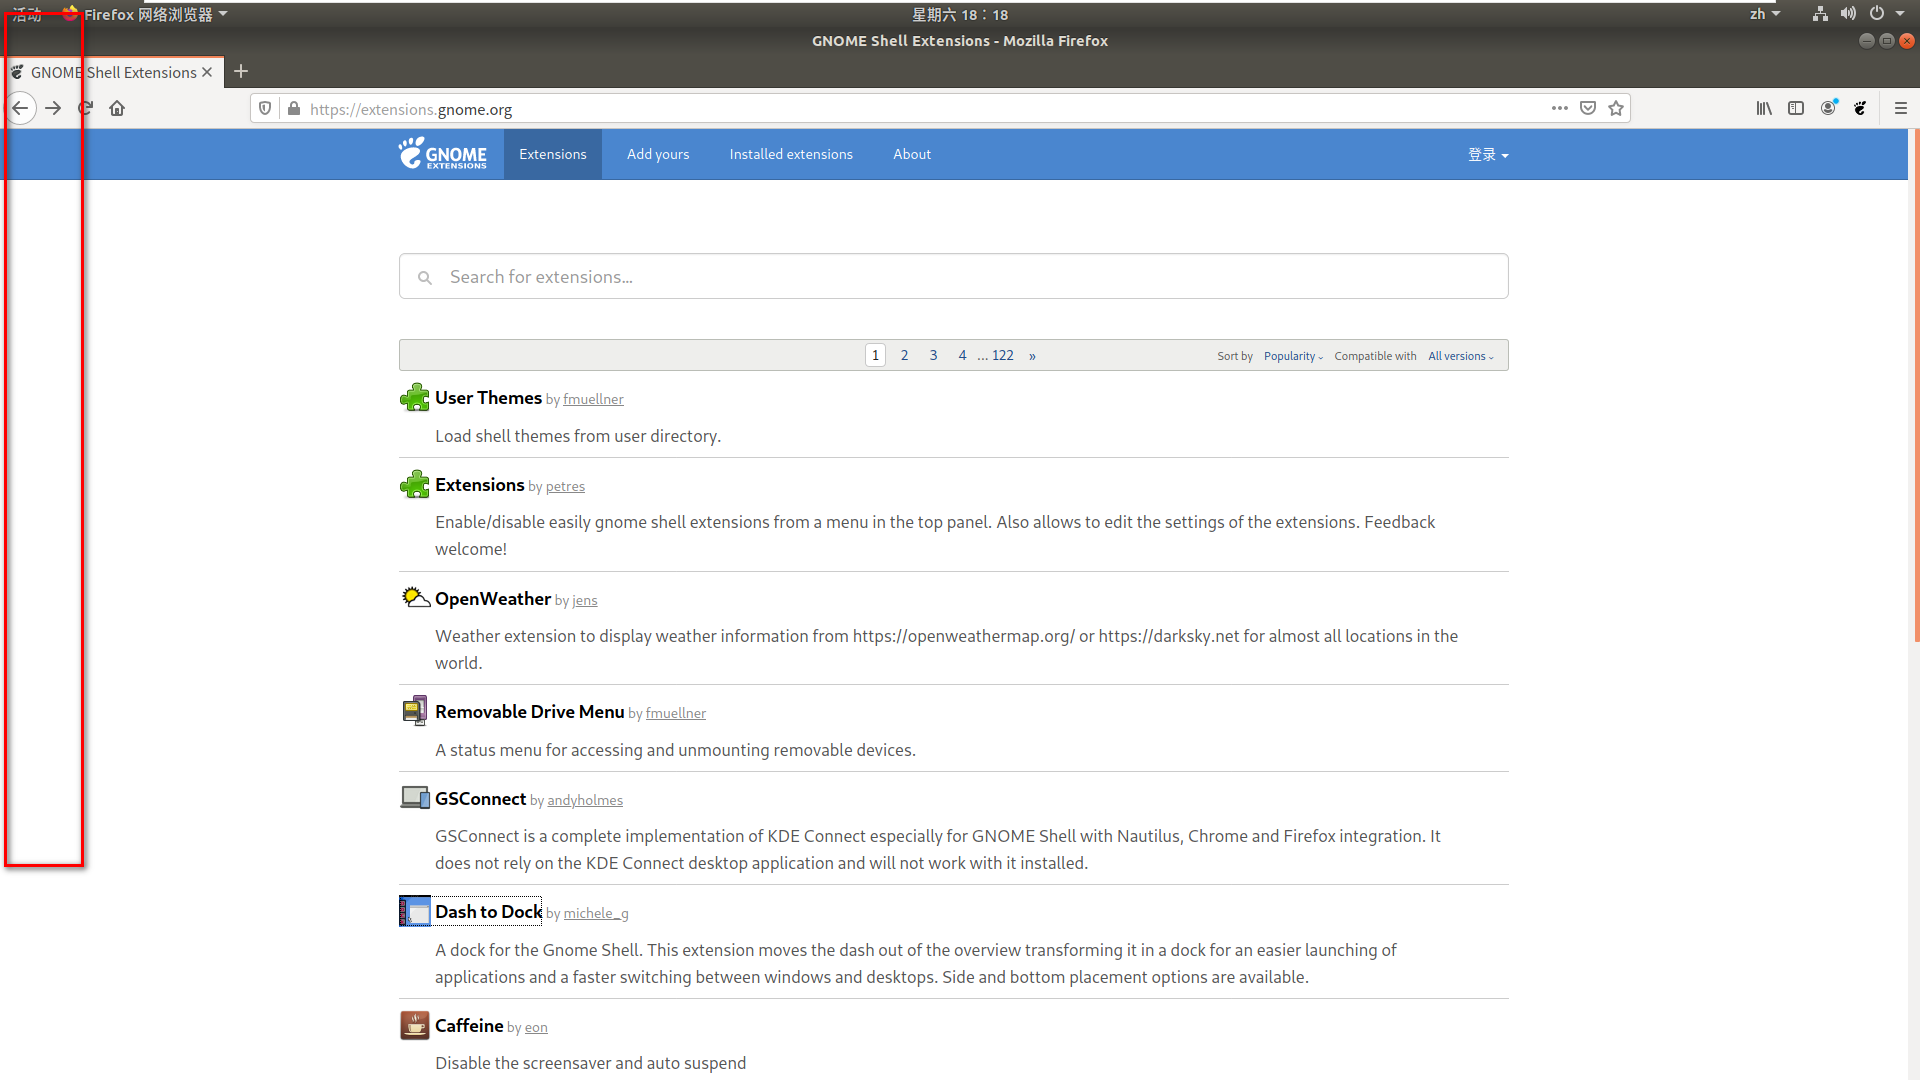 活动 Firefox 网络浏览器 星期六 18：18 zh
GNOME Shell Extensions - Mozilla Firefox
GNOME Shell Extensions
https://extensions.gnome.org
GNOME EXTENSIONS Extensions Add yours Installed extensions About 登录
Search for extensions...
1 2 3 4 ... 122 » Sort by Popularity Compatible with All versions
User Themes by fmuellner
Load shell themes from user directory.
Extensions by petres
Enable/disable easily gnome shell extensions from a menu in the top panel. Also allows to edit the settings of the extensions. Feedback
welcome!
OpenWeather by jens
Weather extension to display weather information from https://openweathermap.org/ or https://darksky.net for almost all locations in the
world.
Removable Drive Menu by fmuellner
A status menu for accessing and unmounting removable devices.
GSConnect by andyholmes
GSConnect is a complete implementation of KDE Connect especially for GNOME Shell with Nautilus, Chrome and Firefox integration. It
does not rely on the KDE Connect desktop application and will not work with it installed.
Dash to Dock by michele_g
A dock for the Gnome Shell. This extension moves the dash out of the overview transforming it in a dock for an easier launching of
applications and a faster switching between windows and desktops. Side and bottom placement options are available.
Caffeine by eon
Disable the screensaver and auto suspend